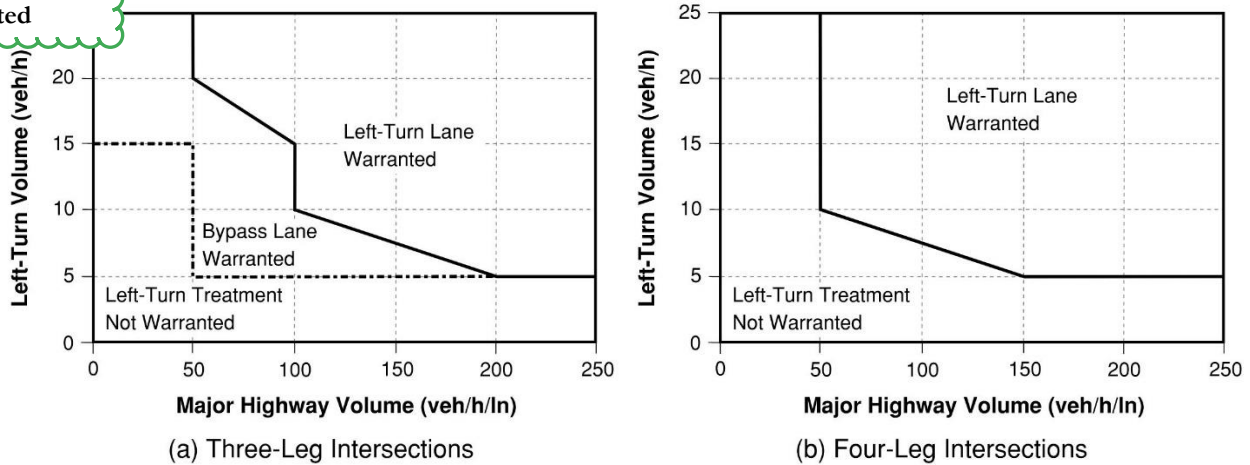 ted
Left-Turn Volume (veh/h)
20
15
10
5
0
Left-Turn Lane
Warranted
Bypass Lane
Warranted
Left-Turn Treatment
Not Warranted
0 50 100 150 200 250
Major Highway Volume (veh/h/ln)
(a) Three-Leg Intersections
Left-Turn Volume (veh/h)
25
20
15
10
5
0
Left-Turn Lane
Warranted
Left-Turn Treatment
Not Warranted
0 50 100 150 200 250
Major Highway Volume (veh/h/ln)
(b) Four-Leg Intersections